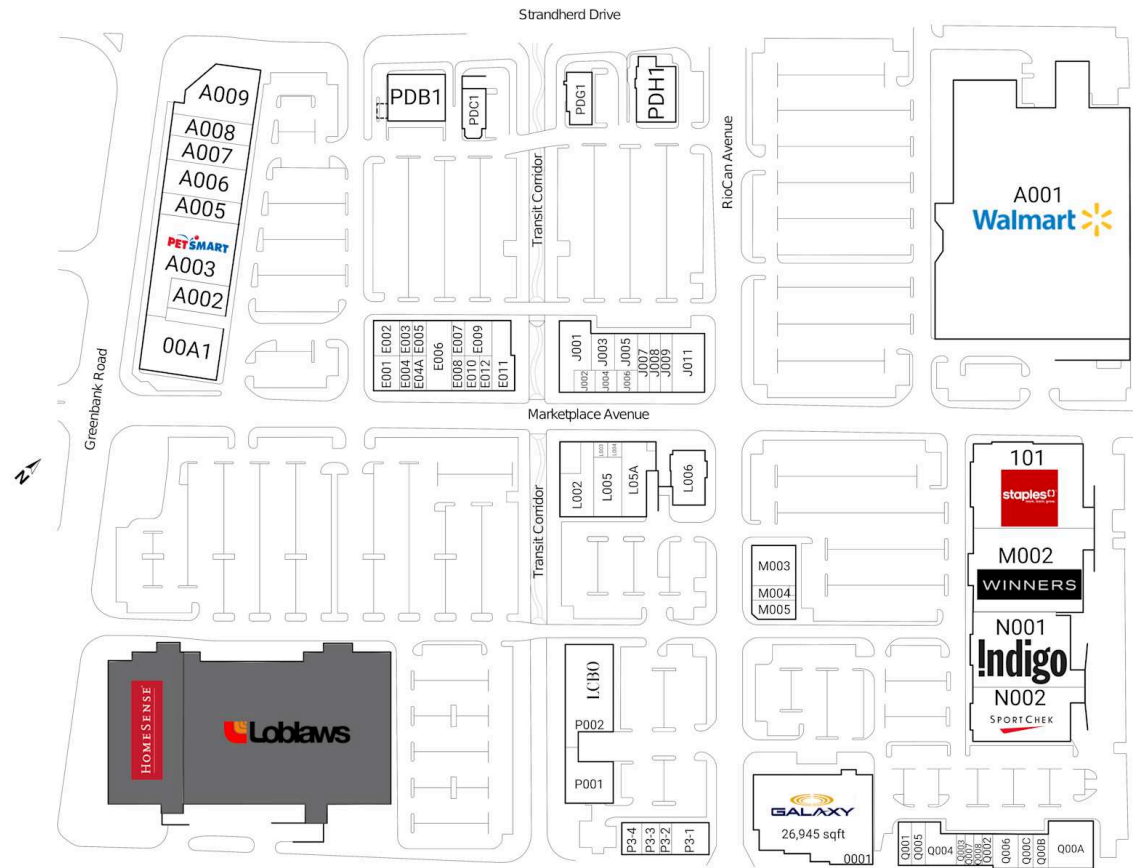 Strandherd Drive
A009
A008
A007
A006
A005
PETSMART
A003
A002
00A1
PDB1
PDC1
PDG1
PDH1
Transit Corridor
RioCan Avenue
A001
Walmart
Greenbank Road
E002
E003
E005
E006
E007
E009
E001
E004
E04A
E008
E010
E012
E011
J001
J003
J005
J007
J008
J009
J011
J002
J004
J006
Marketplace Avenue
N
Transit Corridor
L002
L003
L004
L005
L05A
L006
101
staples
M002
WINNERS
M003
M004
M005
N001
!ndigo
N002
SPORTCHEK
HOMESENSE
Loblaws
LCBO
P002
P001
P3-4
P3-3
P3-2
P3-1
GALAXY
26,945 sqft
0001
Q001
Q005
Q004
Q003
Q007
Q008
Q002
Q006
Q00C
Q00B
Q00A